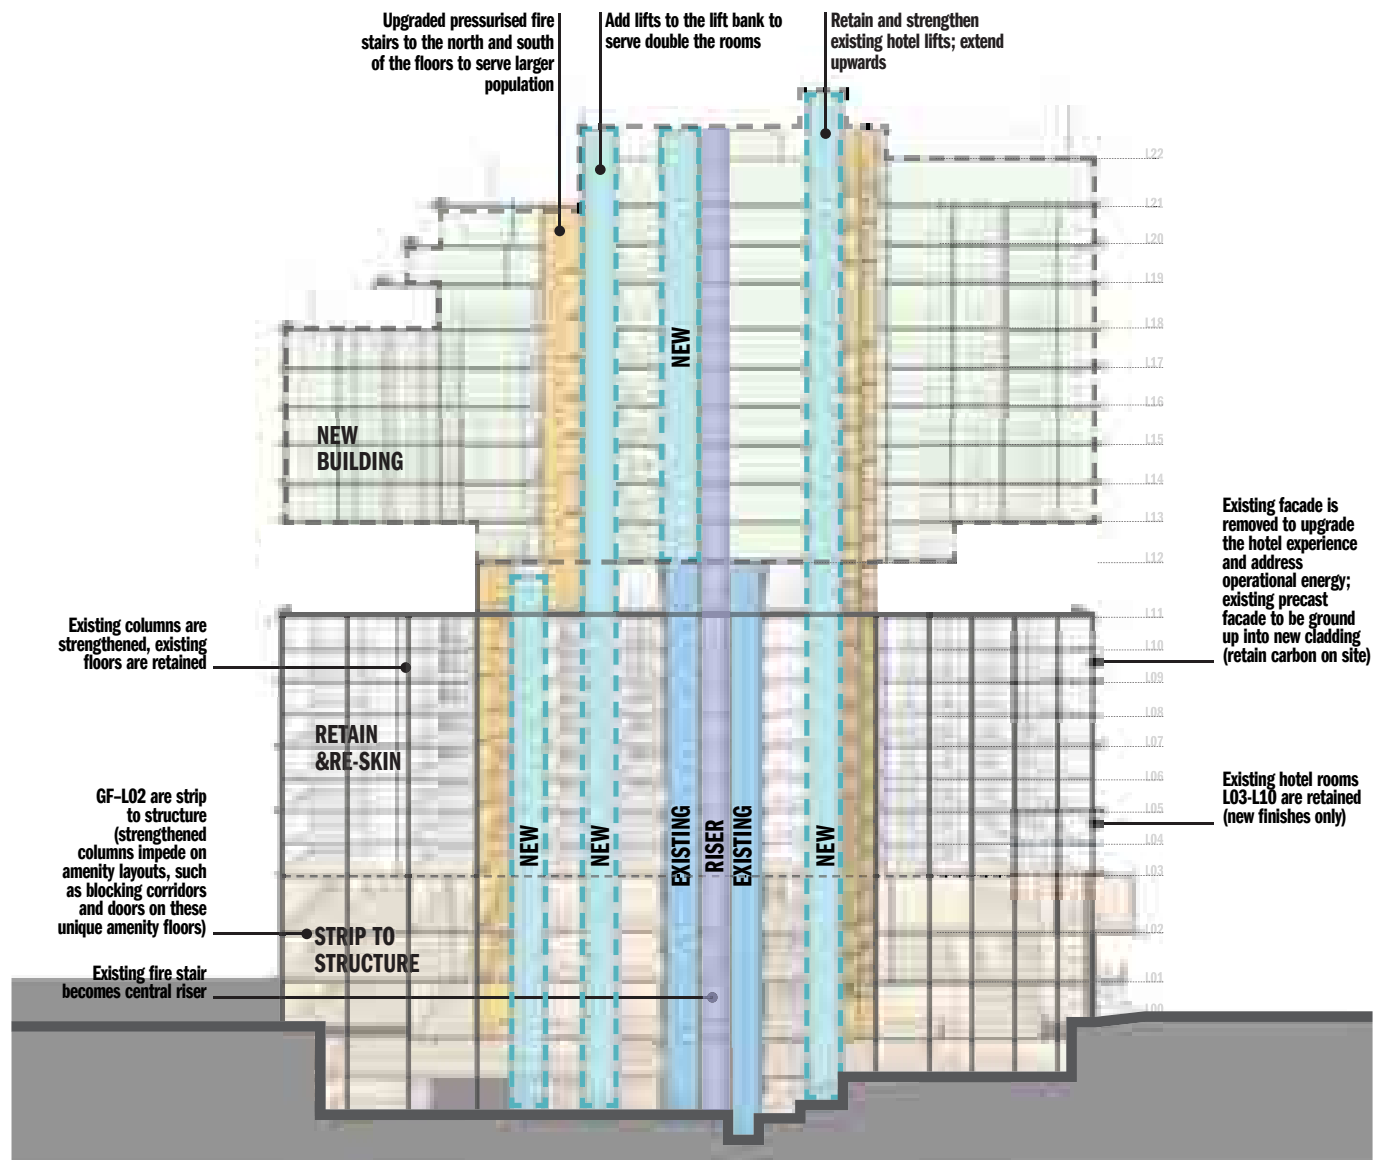 Upgraded pressurised fire
stairs to the north and south
of the floors to serve larger
population
Add lifts to the lift bank to
serve double the rooms
Retain and strengthen
existing hotel lifts; extend
upwards
L22
L21
L20
L19
L18
L17
L16
L15
L14
L13
L12
L11
L10
L09
L08
L07
L06
L05
L04
L03
L02
L01
L00
NEW
NEW
BUILDING
Existing facade is
removed to upgrade
the hotel experience
and address
operational energy;
existing precast
facade to be ground
up into new cladding
(retain carbon on site)
Existing columns are
strengthened, existing
floors are retained
RETAIN
&RE-SKIN
Existing hotel rooms
L03-L10 are retained
(new finishes only)
GF–L02 are strip
to structure
(strengthened
columns impede on
amenity layouts, such
as blocking corridors
and doors on these
unique amenity floors)
NEW
NEW
EXISTING
RISER
EXISTING
NEW
STRIP TO
STRUCTURE
Existing fire stair
becomes central riser